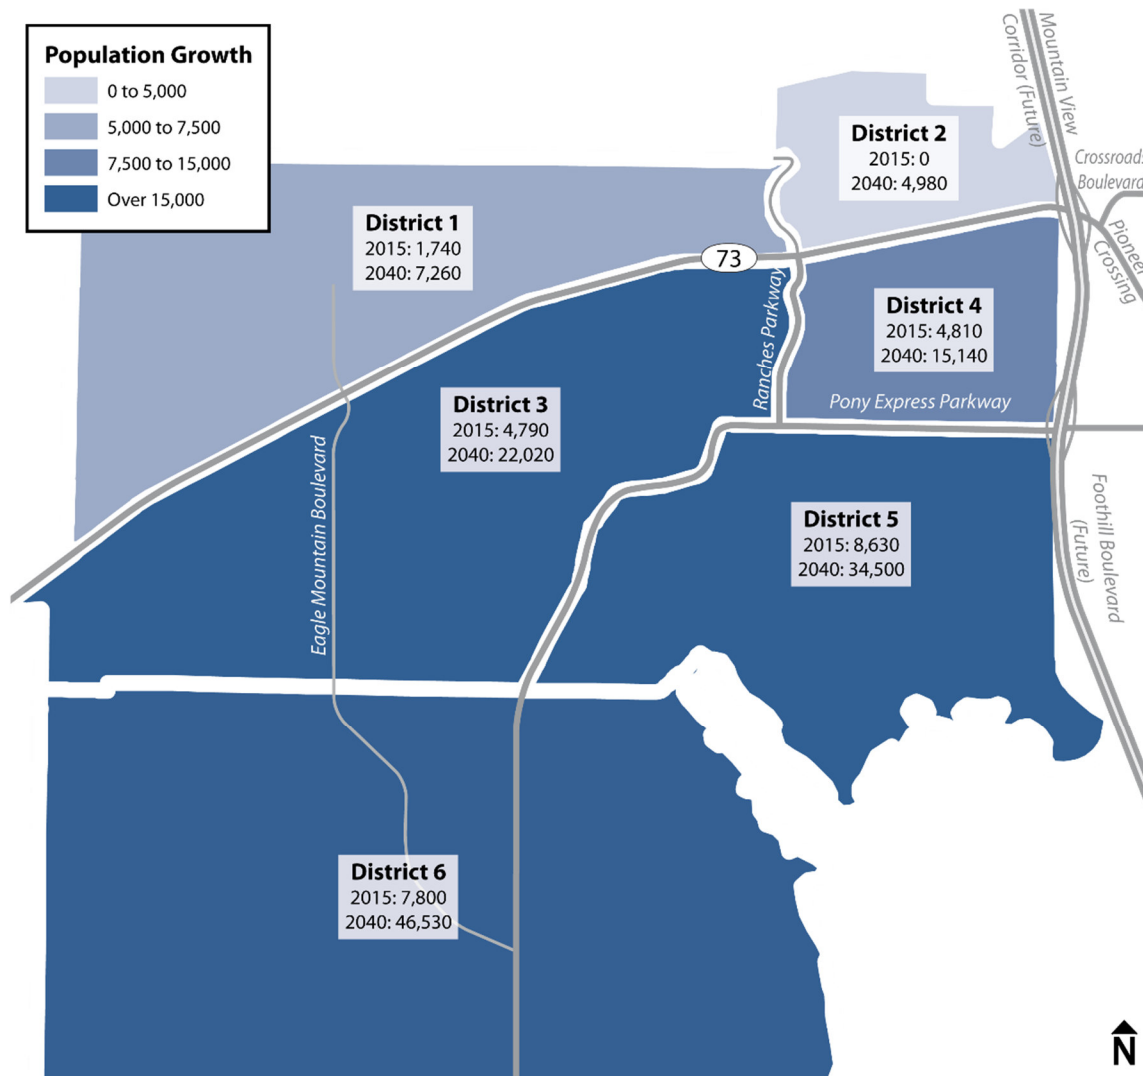 Population Growth
0 to 5,000
5,000 to 7,500
7,500 to 15,000
Over 15,000
Mountain View
Corridor (Future)
Crossroads
Boulevard
Pioneer
Crossing
District 2
2015: 0
2040: 4,980
District 1
2015: 1,740
2040: 7,260
73
Ranches Parkway
District 4
2015: 4,810
2040: 15,140
Pony Express Parkway
District 3
2015: 4,790
2040: 22,020
Eagle Mountain Boulevard
District 5
2015: 8,630
2040: 34,500
Foothill Boulevard
(Future)
District 6
2015: 7,800
2040: 46,530
N